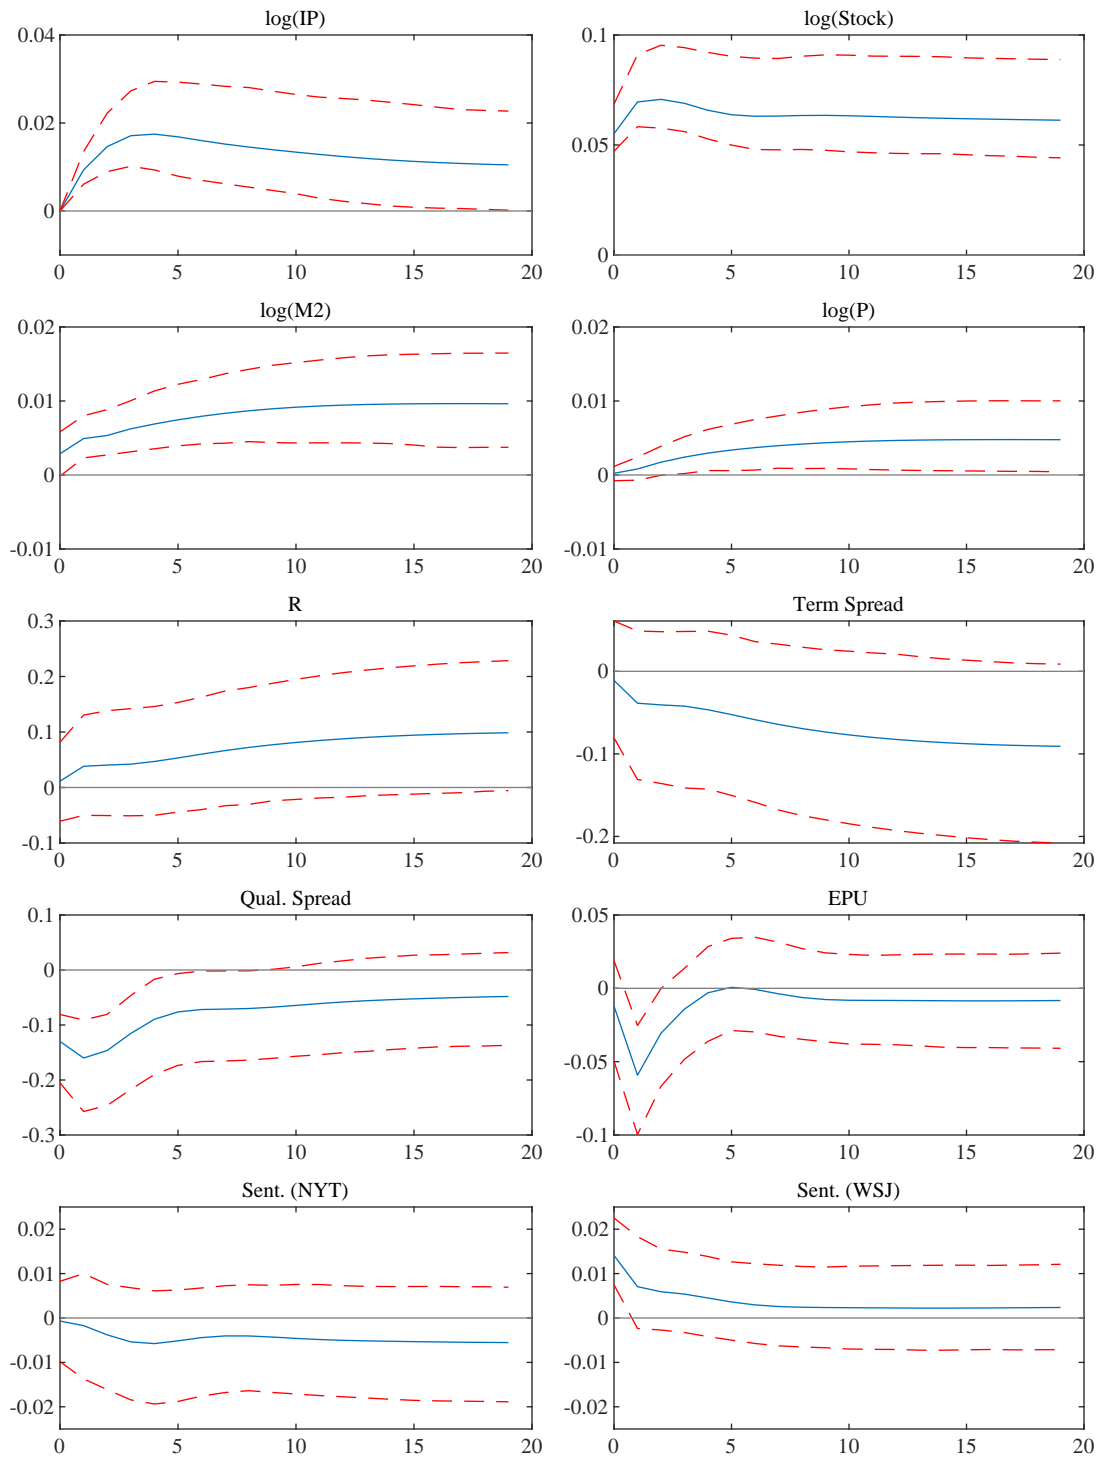 log(IP)
0.04
0.02
0
0 5 10 15 20
log(Stock)
0.1
0.05
0
0 5 10 15 20
log(M2)
0.02
0.01
0
-0.01
0 5 10 15 20
log(P)
0.02
0.01
0
-0.01
0 5 10 15 20
R
0.3
0.2
0.1
0
-0.1
0 5 10 15 20
Term Spread
0
-0.1
-0.2
0 5 10 15 20
Qual. Spread
0.1
0
-0.1
-0.2
-0.3
0 5 10 15 20
EPU
0.05
0
-0.05
-0.1
0 5 10 15 20
Sent. (NYT)
0.02
0.01
0
-0.01
-0.02
0 5 10 15 20
Sent. (WSJ)
0.02
0.01
0
-0.01
-0.02
0 5 10 15 20